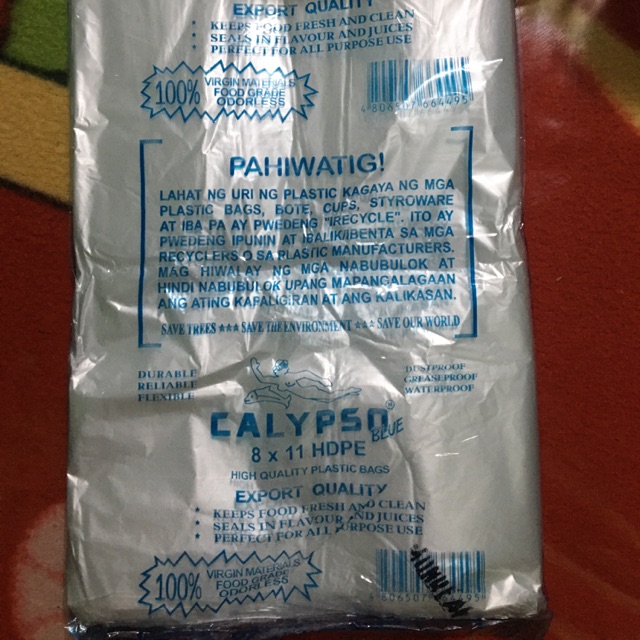 EXPORT QUALITY
KEEPS FOOD FRESH AND CLEAN
SEALS IN FLAVOUR AND JUICES
PERFECT FOR ALL PURPOSE USE
100%
VIRGIN MATERIALS
FOOD GRADE
ODORLESS
PAHIWATIG!
LAHAT NG URI NG PLASTIC KAGAYA NG MGA
PLASTIC BAGS, BOTE, CUPS, STYROWARE
AT IBA PA AY PWEDENG "IRECYCLE". ITO AY
PWEDENG IPUNIN AT IBALIK/IBENTA SA MGA
RECYCLERS O SA PLASTIC MANUFACTURERS.
MAG HIWALAY NG MGA NABUBULOK AT
HINDI NABUBULOK UPANG MAPANGALAGAAN
ANG ATING KAPALIGIRAN AT ANG KALIKASAN.
SAVE TREES ★★★ SAVE THE ENVIRONMENT ★★★ SAVE OUR WORLD
DURABLE
RELIABLE
FLEXIBLE
DUSTPROOF
GREASEPROOF
WATERPROOF
CALYPSO®
BLUE
8 x 11 HDPE
HIGH QUALITY PLASTIC BAGS
EXPORT QUALITY
KEEPS FOOD FRESH AND CLEAN
SEALS IN FLAVOUR AND JUICES
PERFECT FOR ALL PURPOSE USE
100%
VIRGIN MATERIALS
FOOD GRADE
ODORLESS